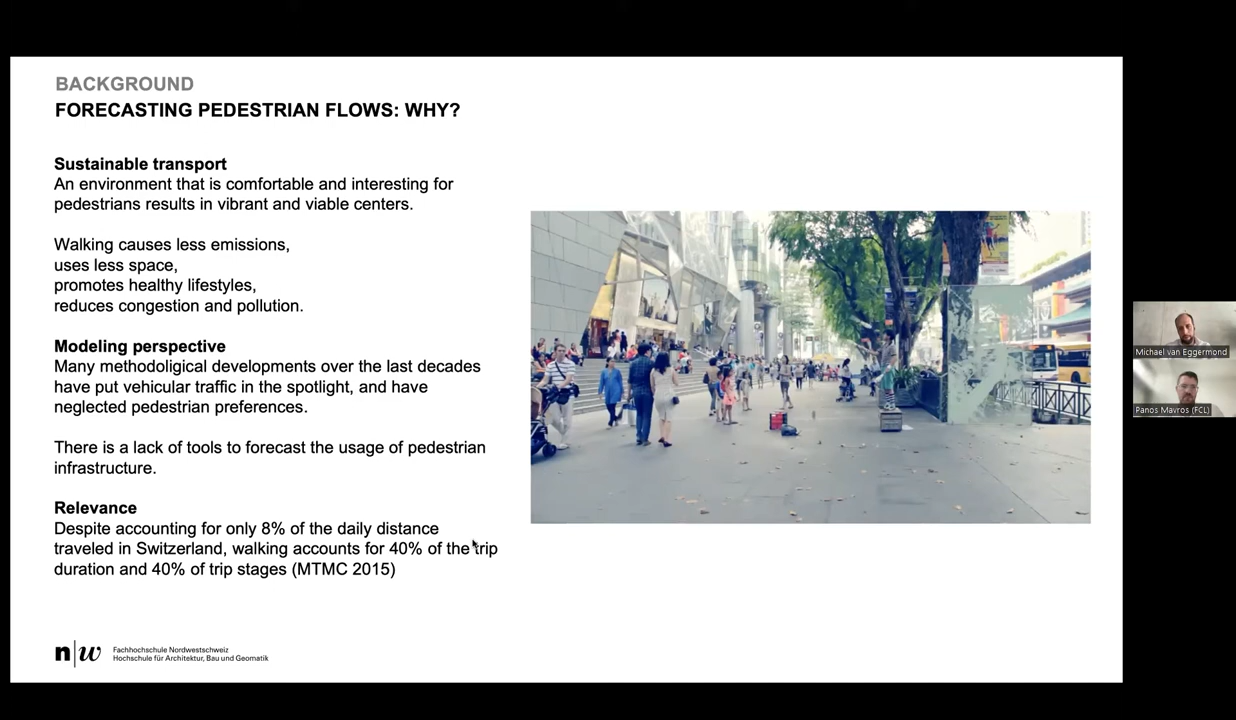 BACKGROUND
FORECASTING PEDESTRIAN FLOWS: WHY?
Sustainable transport
An environment that is comfortable and interesting for
pedestrians results in vibrant and viable centers.
Walking causes less emissions,
uses less space,
promotes healthy lifestyles,
reduces congestion and pollution.
Modeling perspective
Many methodoligical developments over the last decades
have put vehicular traffic in the spotlight, and have
neglected pedestrian preferences.
There is a lack of tools to forecast the usage of pedestrian
infrastructure.
Relevance
Despite accounting for only 8% of the daily distance
traveled in Switzerland, walking accounts for 40% of the trip
duration and 40% of trip stages (MTMC 2015)
n|w
Fachhochschule Nordwestschweiz
Hochschule für Architektur, Bau und Geomatik
Michael van Eggermond
Panos Mavros (FCL)